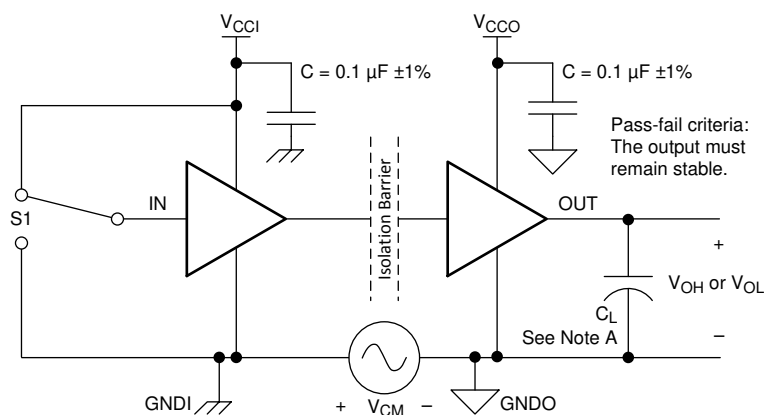 VCCI
VCCO
C = 0.1 µF ±1%
C = 0.1 µF ±1%
Pass-fail criteria:
The output must
remain stable.
Isolation Barrier
IN
OUT
S1
+
VOH or VOL
CL
See Note A
–
GNDI
+ VCM –
GNDO